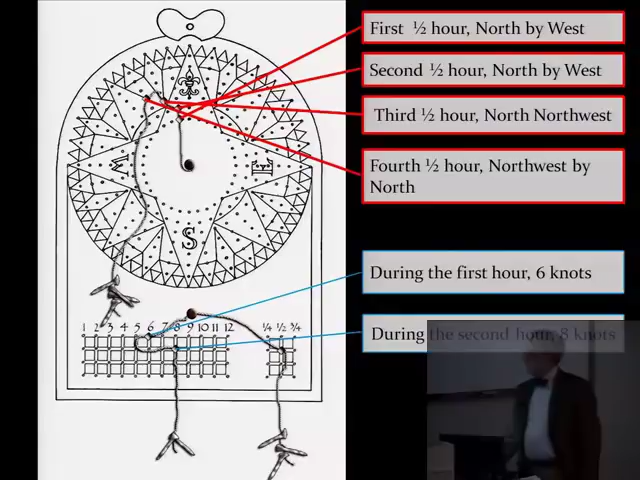 First ½ hour, North by West
Second ½ hour, North by West
Third ½ hour, North Northwest
Fourth ½ hour, Northwest by
North
E
S
During the first hour, 6 knots
1 2 3 4 5 6 7 8 9 10 11 12 ¼ ½ ¾
During the second hour, 8 knots